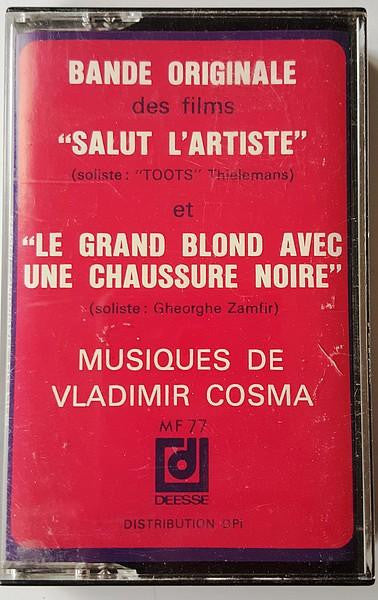 BANDE ORIGINALE
des films
“SALUT L’ARTISTE”
(soliste : “TOOTS” Thielemans)
et
“LE GRAND BLOND AVEC
UNE CHAUSSURE NOIRE”
(soliste : Gheorghe Zamfir)
MUSIQUES DE
VLADIMIR COSMA
MF 77
DEESSE
DISTRIBUTION DPi